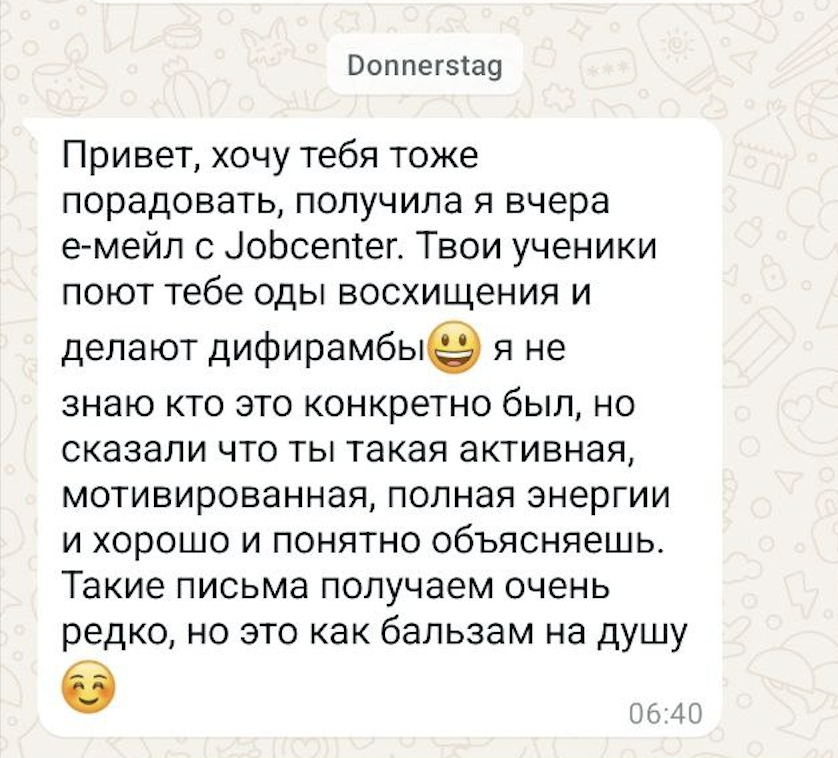 Donnerstag
Привет, хочу тебя тоже
порадовать, получила я вчера
е-мейл с Jobcenter. Твои ученики
поют тебе оды восхищения и
делают дифирамбы😃 я не
знаю кто это конкретно был, но
сказали что ты такая активная,
мотивированная, полная энергии
и хорошо и понятно объясняешь.
Такие письма получаем очень
редко, но это как бальзам на душу
☺️
06:40